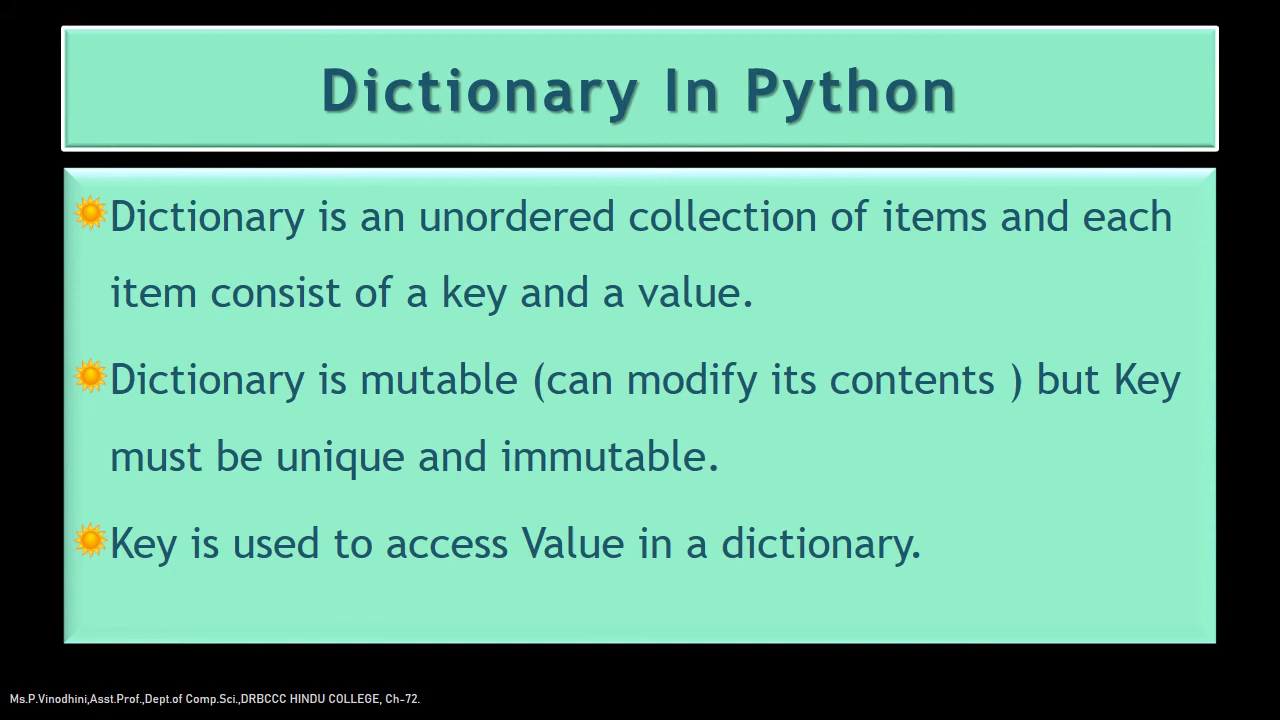 Dictionary In Python
Dictionary is an unordered collection of items and each
item consist of a key and a value.
Dictionary is mutable (can modify its contents ) but Key
must be unique and immutable.
Key is used to access Value in a dictionary.
Ms.P.Vinodhini,Asst.Prof.,Dept.of Comp.Sci.,DRBCCC HINDU COLLEGE, Ch-72.